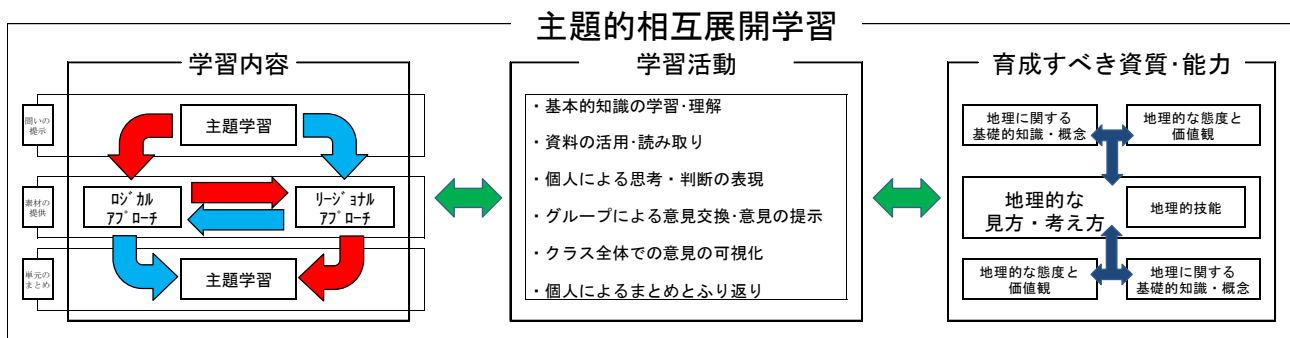 主題的相互展開学習
学習内容
問いの
提示
主題学習
素材の
提供
ロジカル
アプローチ
リージョナル
アプローチ
単元の
まとめ
主題学習
学習活動
・基本的知識の学習･理解
・資料の活用･読み取り
・個人による思考・判断の表現
・グループによる意見交換･意見の提示
・クラス全体での意見の可視化
・個人によるまとめとふり返り
育成すべき資質･能力
地理に関する
基礎的知識・概念
地理的な態度と
価値観
地理的な
見方・考え方
地理的技能
地理的な態度と
価値観
地理に関する
基礎的知識・概念